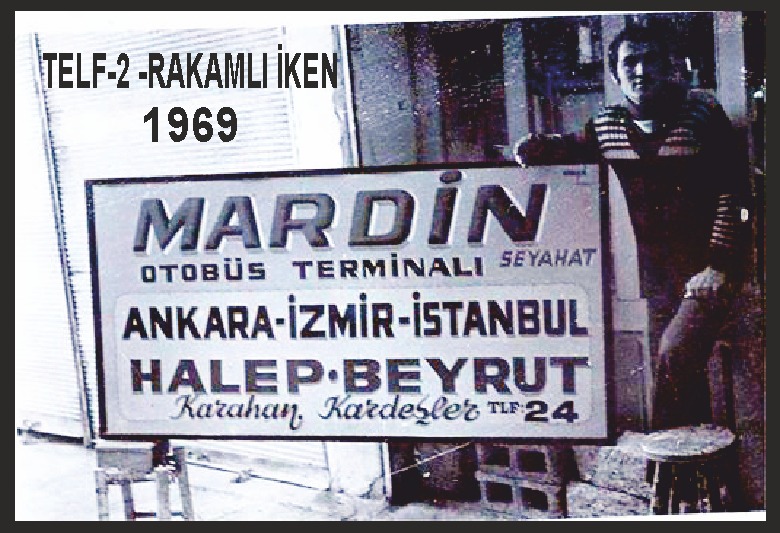 TELF-2 -RAKAMLI İKEN
1969
MARDİN
OTOBÜS TERMİNALI SEYAHAT
ANKARA-İZMİR-İSTANBUL
HALEP·BEYRUT
Karahan Kardeşler TLF: 24